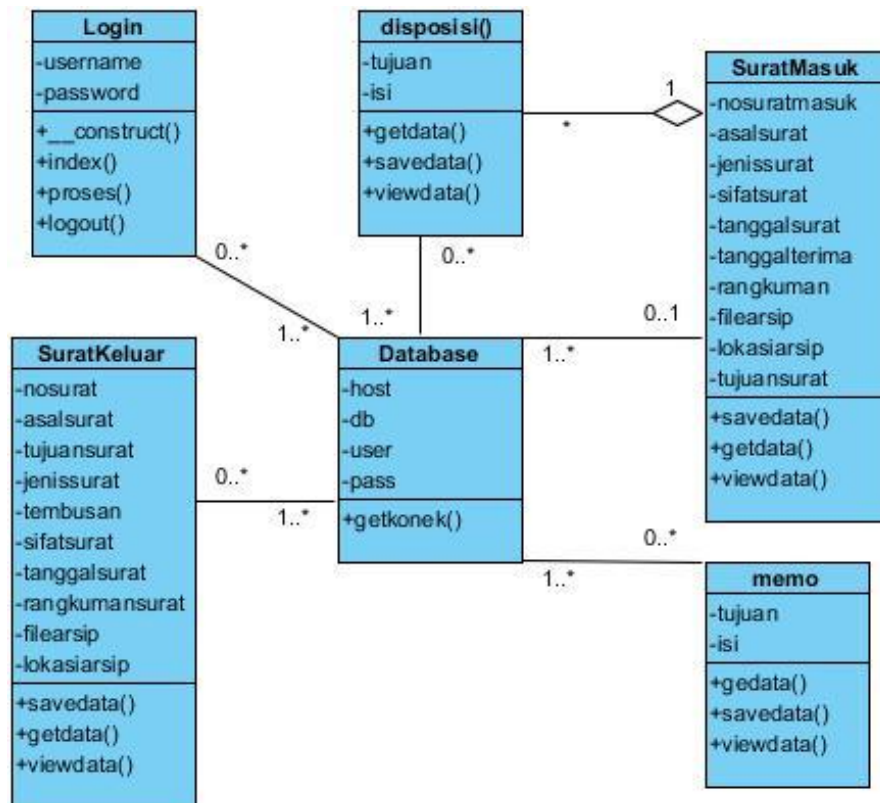 Login
-username
-password
+__construct()
+index()
+proses()
+logout()
disposisi()
-tujuan
-isi
+getdata()
+savedata()
+viewdata()
SuratMasuk
-nosuratmasuk
-asalsurat
-jenissurat
-sifatsurat
-tanggalsurat
-tanggalterima
-rangkuman
-filearsip
-lokasiarsip
-tujuansurat
+savedata()
+getdata()
+viewdata()
1
*
0..*
1..*
0..*
1..*
0..1
1..*
SuratKeluar
-nosurat
-asalsurat
-tujuansurat
-jenissurat
-tembusan
-sifatsurat
-tanggalsurat
-rangkumansurat
-filearsip
-lokasiarsip
+savedata()
+getdata()
+viewdata()
0..*
1..*
Database
-host
-db
-user
-pass
+getkonek()
0..*
1..*
memo
-tujuan
-isi
+gedata()
+savedata()
+viewdata()